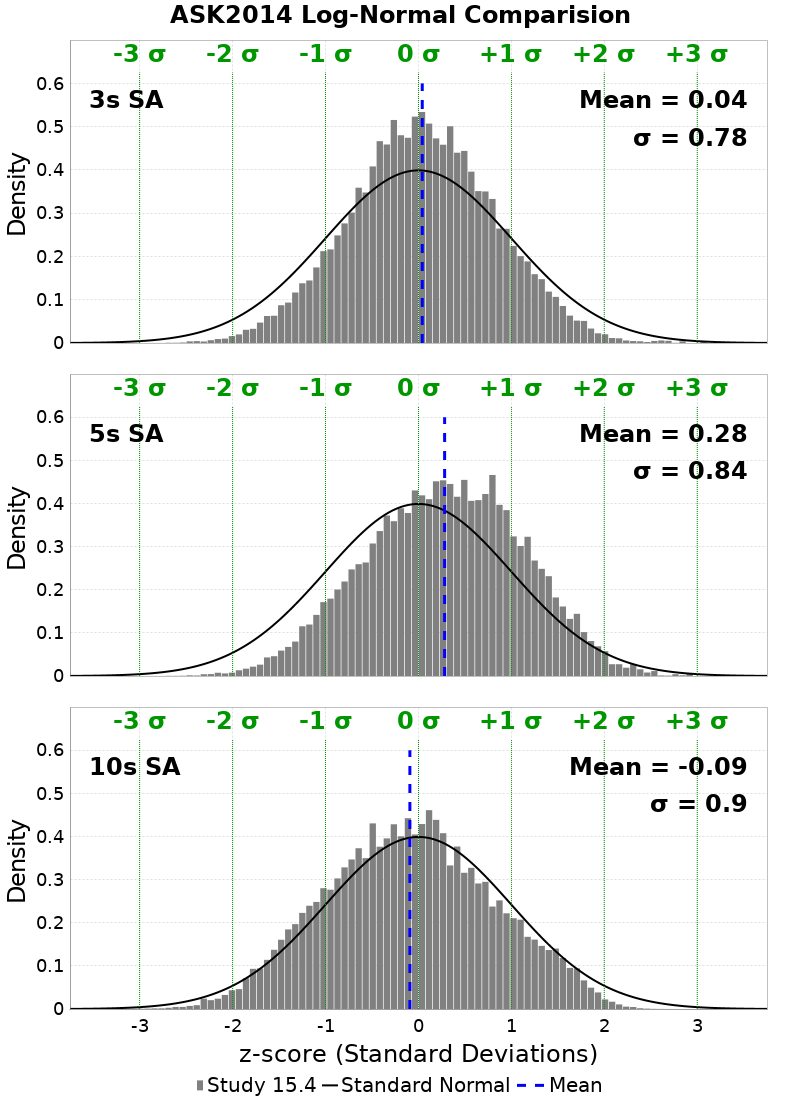 ASK2014 Log-Normal Comparision
-3 σ -2 σ -1 σ 0 σ +1 σ +2 σ +3 σ
3s SA
Mean = 0.04
σ = 0.78
Density
0.6
0.5
0.4
0.3
0.2
0.1
0
-3 σ -2 σ -1 σ 0 σ +1 σ +2 σ +3 σ
5s SA
Mean = 0.28
σ = 0.84
Density
0.6
0.5
0.4
0.3
0.2
0.1
0
-3 σ -2 σ -1 σ 0 σ +1 σ +2 σ +3 σ
10s SA
Mean = -0.09
σ = 0.9
Density
0.6
0.5
0.4
0.3
0.2
0.1
0
-3 -2 -1 0 1 2 3
z-score (Standard Deviations)
Study 15.4 Standard Normal Mean